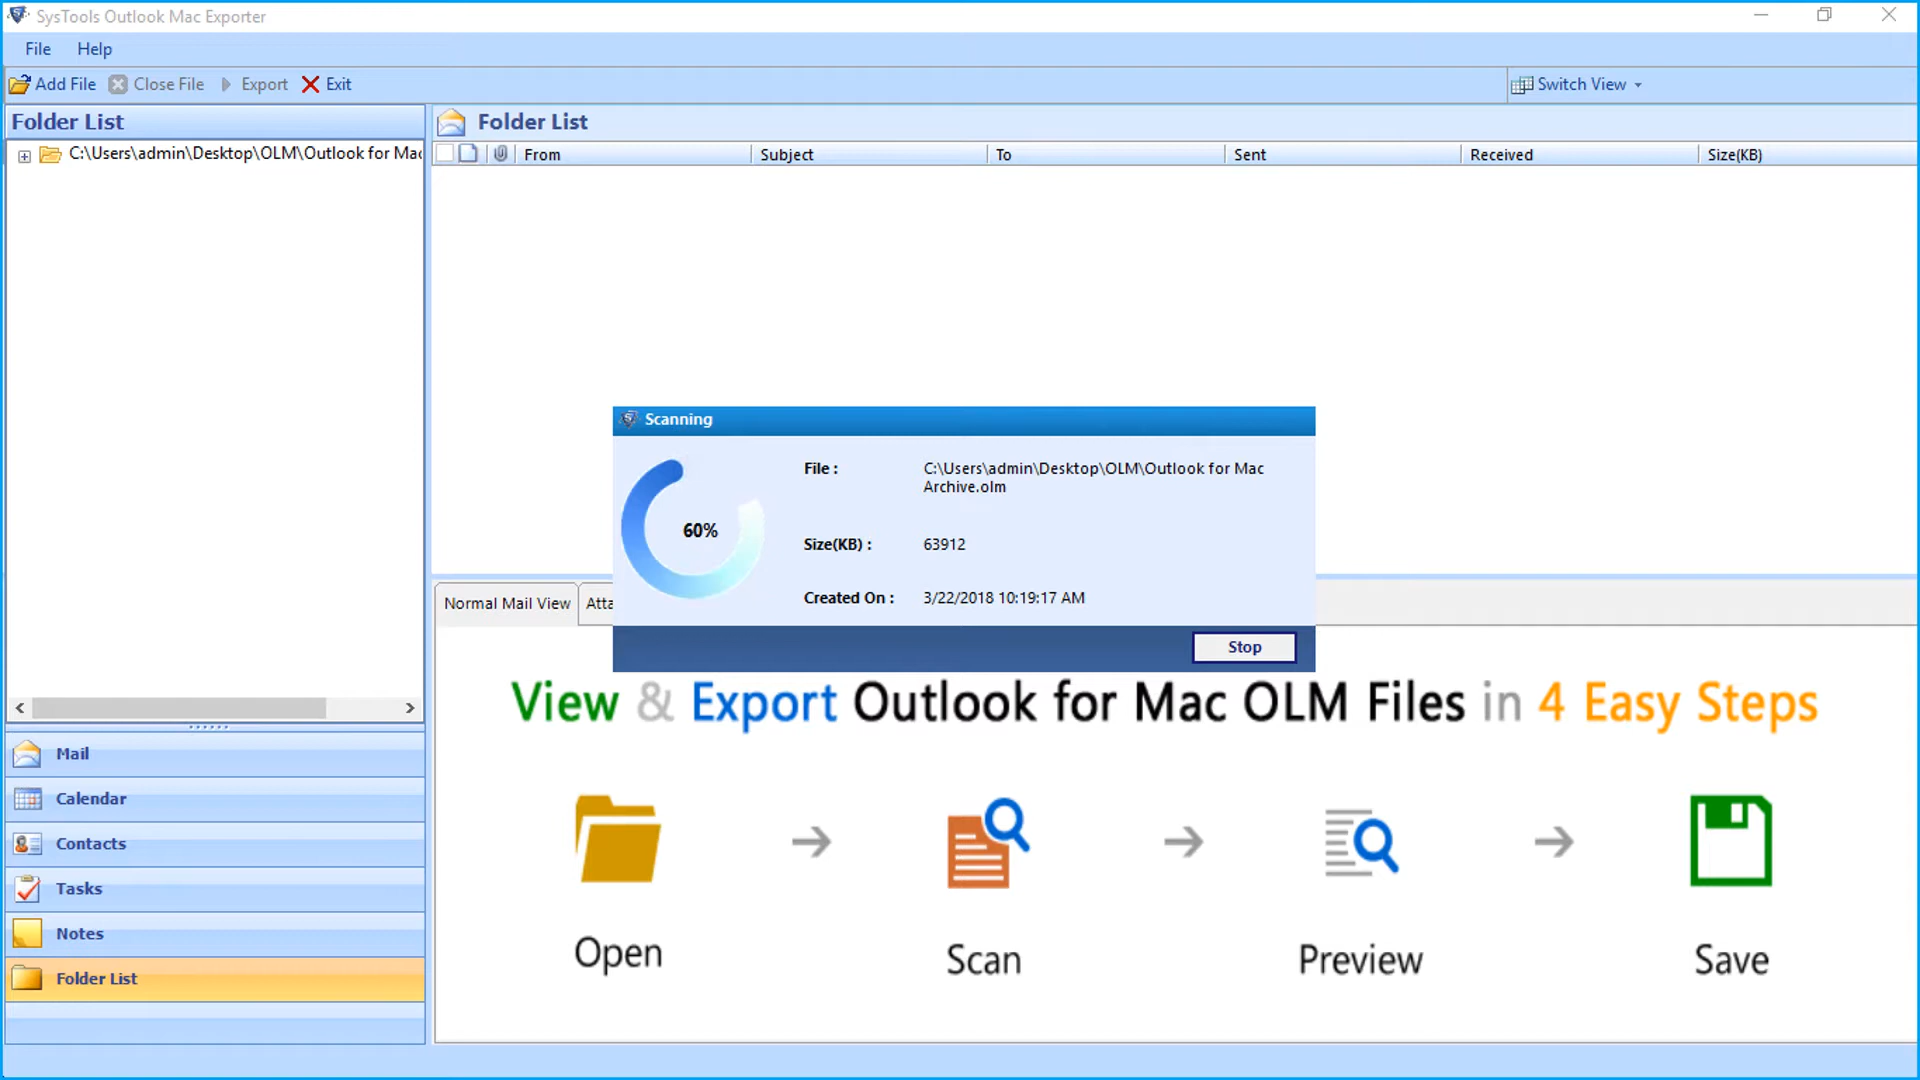 SysTools Outlook Mac Exporter
File Help
Add File Close File Export Exit Switch View
Folder List
Folder List
C:\Users\admin\Desktop\OLM\Outlook for Mac
From Subject To Sent Received Size(KB)
Scanning
60%
File : C:\Users\admin\Desktop\OLM\Outlook for Mac
Archive.olm
Size(KB) : 63912
Created On : 3/22/2018 10:19:17 AM
Stop
Normal Mail View Atta
View & Export Outlook for Mac OLM Files in 4 Easy Steps
Open Scan Preview Save
Mail
Calendar
Contacts
Tasks
Notes
Folder List